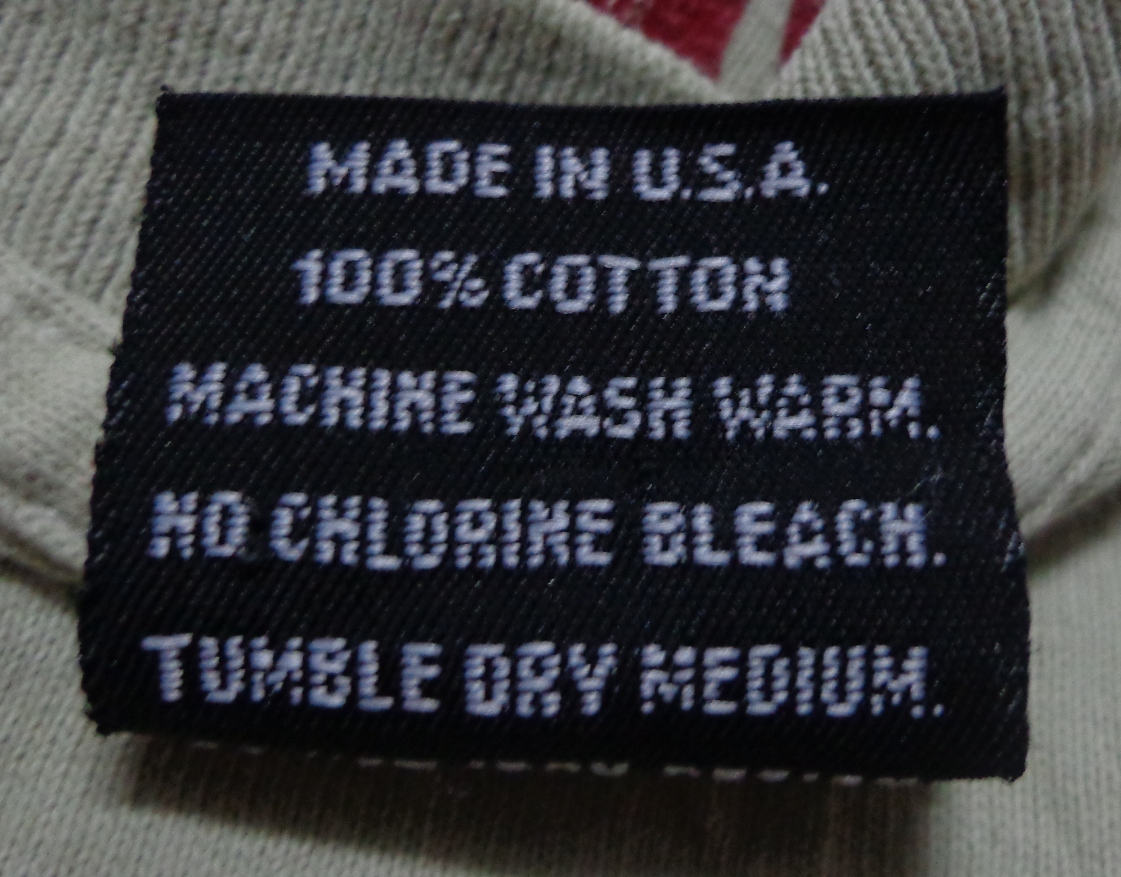 MADE IN U.S.A.
100% COTTON
MACHINE WASH WARM.
NO CHLORINE BLEACH.
TUMBLE DRY MEDIUM.